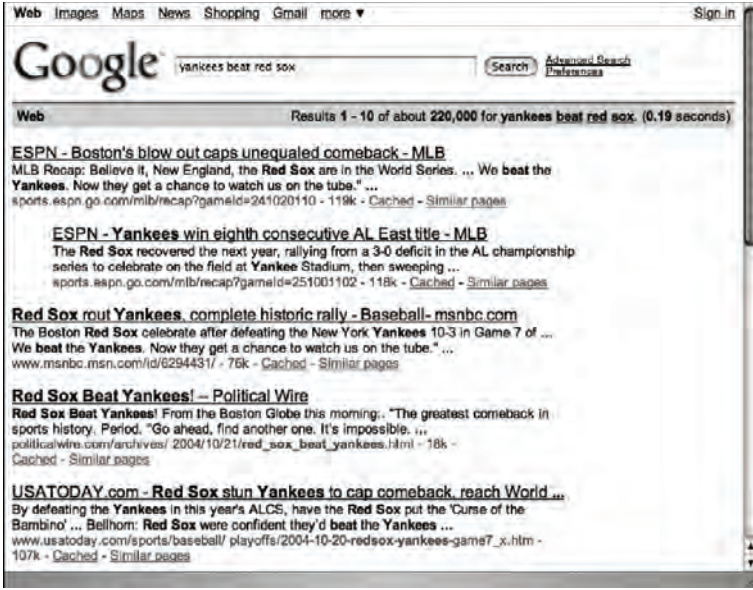 Web Images Maps News Shopping Gmail more ▼ Sign in
Google yankees beat red sox Search Advanced Search
Preferences
Web Results 1 - 10 of about 220,000 for yankees beat red sox. (0.19 seconds)
ESPN - Boston's blow out caps unequaled comeback - MLB
MLB Recap: Believe it, New England, the Red Sox are in the World Series. ... We beat the
Yankees. Now they get a chance to watch us on the tube." ...
sports.espn.go.com/mlb/recap?gameId=241020110 - 119k - Cached - Similar pages
ESPN - Yankees win eighth consecutive AL East title - MLB
The Red Sox recovered the next year, rallying from a 3-0 deficit in the AL championship
series to celebrate on the field at Yankee Stadium, then sweeping ...
sports.espn.go.com/mlb/recap?gameId=251001102 - 118k - Cached - Similar pages
Red Sox rout Yankees, complete historic rally - Baseball- msnbc.com
The Boston Red Sox celebrate after defeating the New York Yankees 10-3 in Game 7 of ...
We beat the Yankees. Now they get a chance to watch us on the tube." ...
www.msnbc.msn.com/id/6294431/ - 76k - Cached - Similar pages
Red Sox Beat Yankees! -- Political Wire
Red Sox Beat Yankees! From the Boston Globe this morning:. "The greatest comeback in
sports history. Period. "Go ahead, find another one. It's impossible. ...
politicalwire.com/archives/ 2004/10/21/red_sox_beat_yankees.html - 18k -
Cached - Similar pages
USATODAY.com - Red Sox stun Yankees to cap comeback, reach World ...
By defeating the Yankees in this year's ALCS, have the Red Sox put the 'Curse of the
Bambino' ... Bellhorn: Red Sox were confident they'd beat the Yankees ...
www.usatoday.com/sports/baseball/ playoffs/2004-10-20-redsox-yankees-game7_x.htm -
107k - Cached - Similar pages